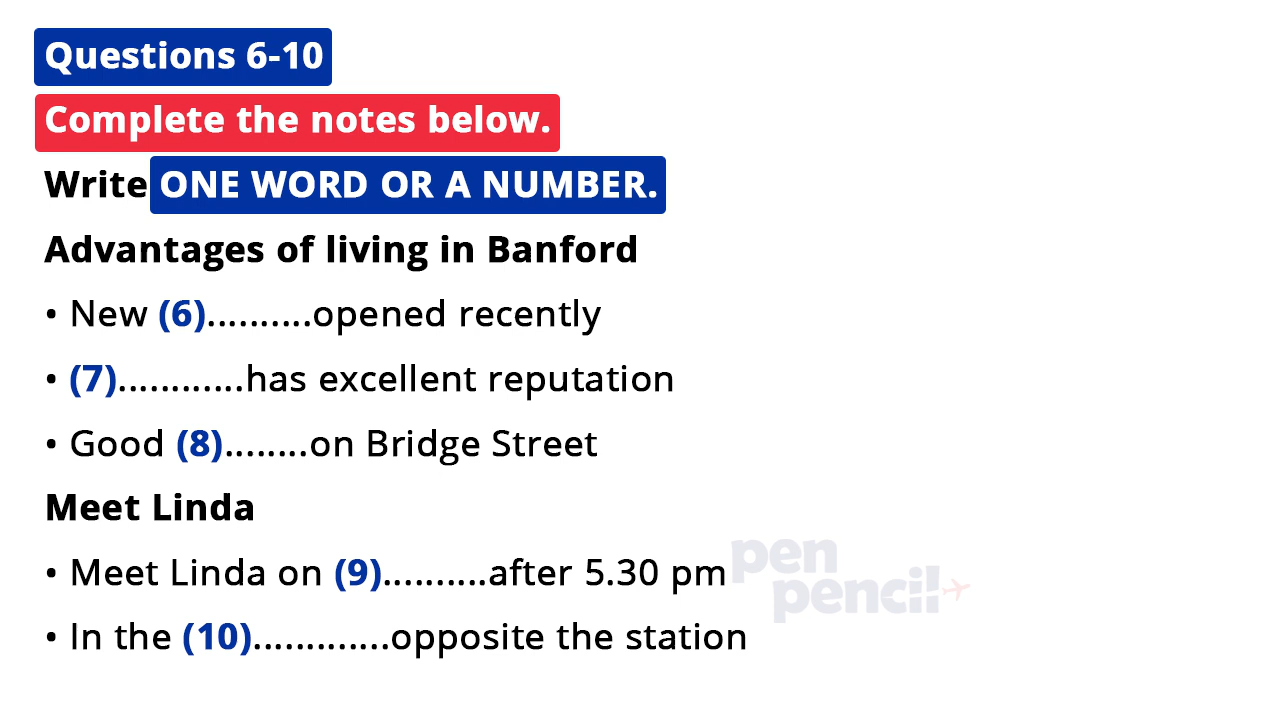 Questions 6-10
Complete the notes below.
Write ONE WORD OR A NUMBER.
Advantages of living in Banford
• New (6)..........opened recently
• (7)............has excellent reputation
• Good (8)........on Bridge Street
Meet Linda
• Meet Linda on (9)..........after 5.30 pm
• In the (10).............opposite the station
pen
pencil